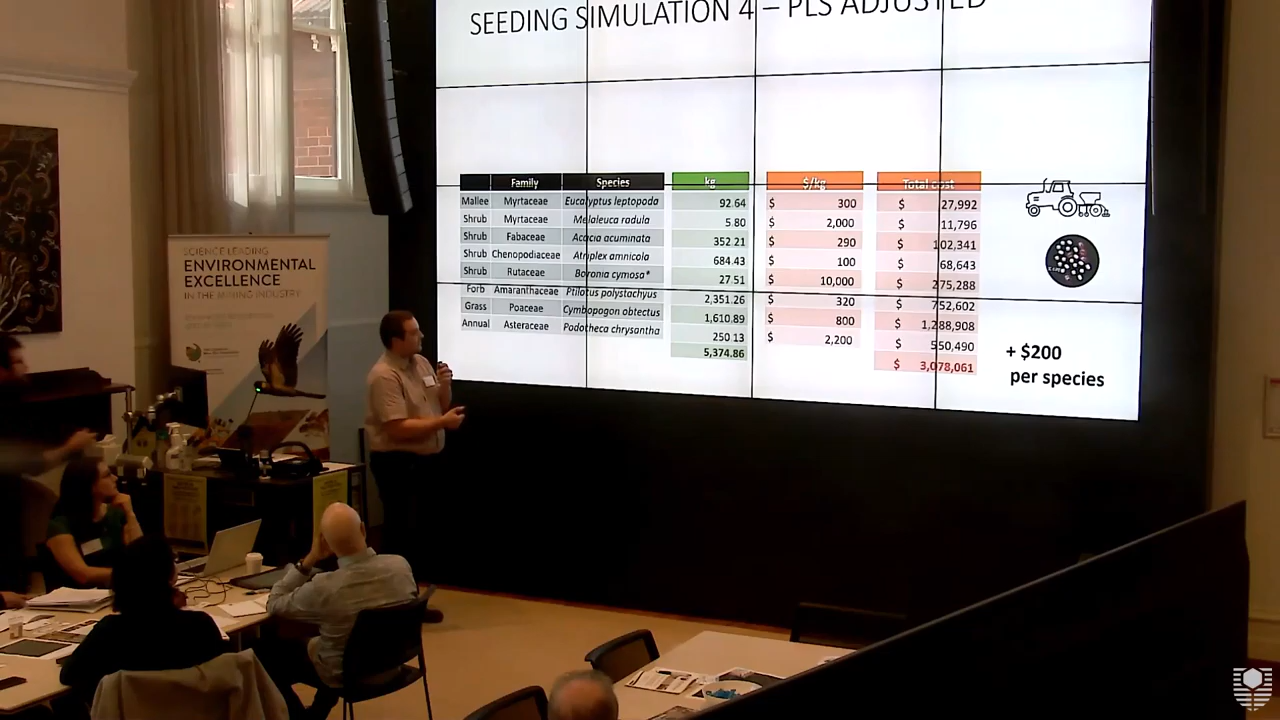 SEEDING SIMULATION 4 – PLS ADJUSTED
Family Species kg $/kg Total cost
Mallee Myrtaceae Eucalyptus leptopoda 92.64 $ 300 $ 27,992
Shrub Myrtaceae Melaleuca radula 5.80 $ 2,000 $ 11,796
Shrub Fabaceae Acacia acuminata 352.21 $ 290 $ 102,341
Shrub Chenopodiaceae Atriplex amnicola 684.43 $ 100 $ 68,643
Shrub Rutaceae Boronia cymosa* 27.51 $ 10,000 $ 275,288
Forb Amaranthaceae Ptilotus polystachyus 2,351.26 $ 320 $ 752,602
Grass Poaceae Cymbopogon obtectus 1,610.89 $ 800 $ 1,288,908
Annual Asteraceae Podotheca chrysantha 250.13 $ 2,200 $ 550,490
5,374.86 $ 3,078,061
+ $200
per species
SCIENCE LEADING
ENVIRONMENTAL
EXCELLENCE
IN THE MINING INDUSTRY